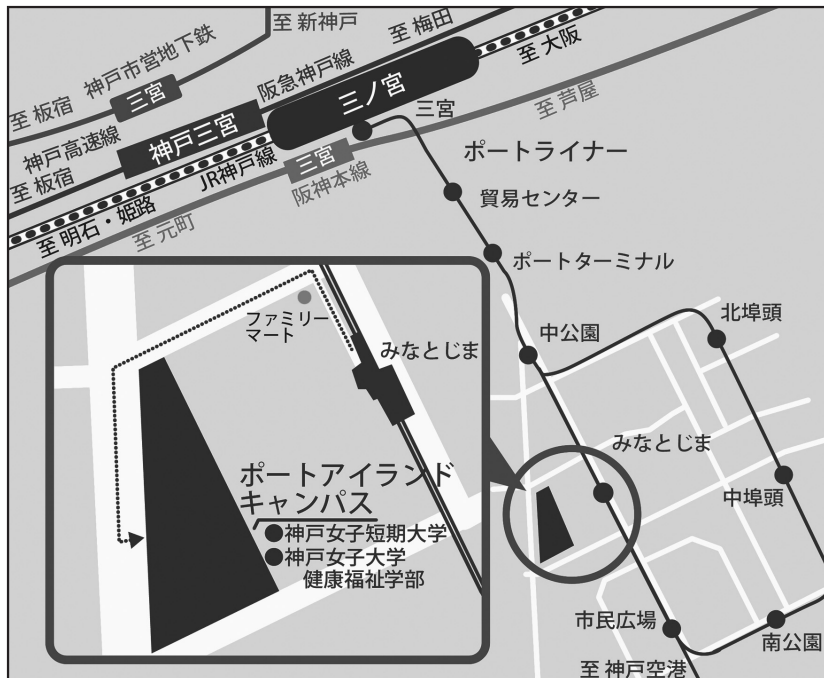 至 新神戸
至 梅田
至 大阪
神戸市営地下鉄
至 板宿
三宮
阪急神戸線
三ノ宮
三宮
至 芦屋
神戸高速線
神戸三宮
至 板宿
JR神戸線
三宮
阪神本線
ポートライナー
至 明石・姫路
至 元町
貿易センター
ポートターミナル
中公園
北埠頭
ファミリー
マート
みなとじま
みなとじま
中埠頭
ポートアイランド
キャンパス
●神戸女子短期大学
●神戸女子大学
健康福祉学部
市民広場
南公園
至 神戸空港